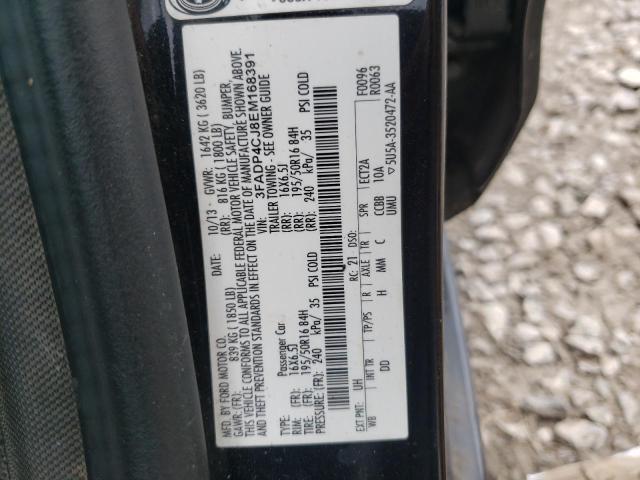 MFD. BY FORD MOTOR CO.
DATE: 10/13 GVWR: 1642 KG ( 3620 LB)
GAWR:(FR): 839 KG ( 1850 LB) (RR): 816 KG ( 1800 LB)
THIS VEHICLE CONFORMS TO ALL APPLICABLE FEDERAL MOTOR VEHICLE SAFETY, BUMPER,
AND THEFT PREVENTION STANDARDS IN EFFECT ON THE DATE OF MANUFACTURE SHOWN ABOVE.
VIN: 3FADP4CJ8EM168391
Passenger Car TRAILER TOWING - SEE OWNER GUIDE
RIM: (FR): 16X6.5J (RR): 16X6.5J
TIRES (FR): 195/50R16 84H (RR): 195/50R16 84H
PRESSURE (FR): 240 kPa/ 35 PSI COLD (RR): 240 kPa/ 35 PSI COLD
EXT PNT: UH RC: 21 DSO: F0096
R0063
WB INT TR TP/PS R AXLE TR SPR ECT2A
DD H MM C CCBB 10A
UMU ▽5U5A-3520472-AA